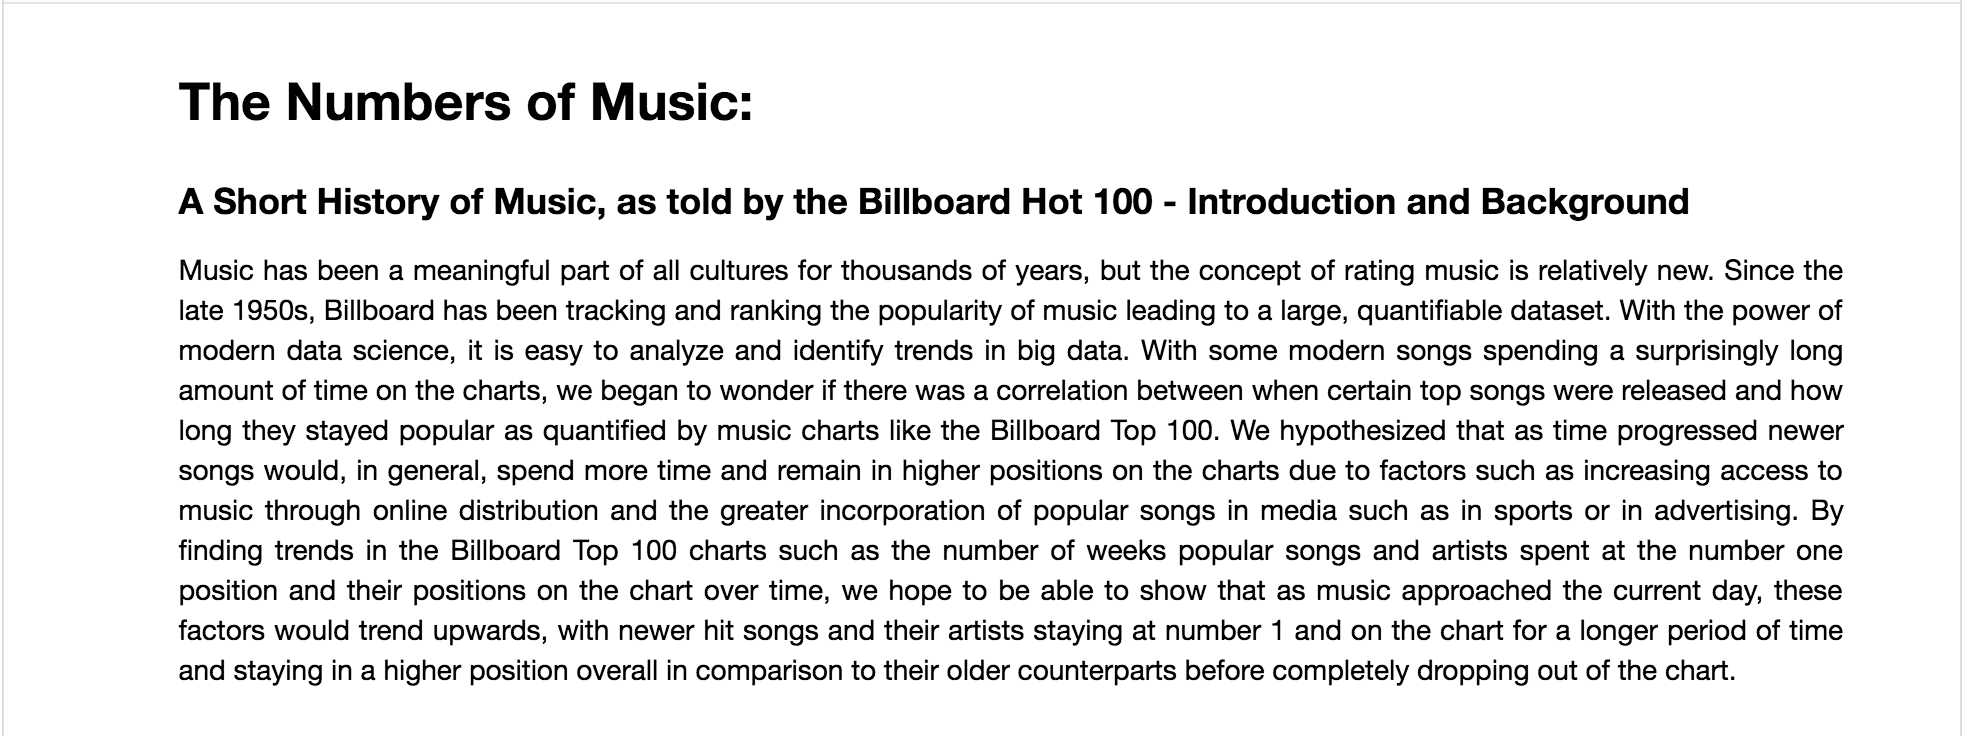 The Numbers of Music:
A Short History of Music, as told by the Billboard Hot 100 - Introduction and Background
Music has been a meaningful part of all cultures for thousands of years, but the concept of rating music is relatively new. Since the
late 1950s, Billboard has been tracking and ranking the popularity of music leading to a large, quantifiable dataset. With the power of
modern data science, it is easy to analyze and identify trends in big data. With some modern songs spending a surprisingly long
amount of time on the charts, we began to wonder if there was a correlation between when certain top songs were released and how
long they stayed popular as quantified by music charts like the Billboard Top 100. We hypothesized that as time progressed newer
songs would, in general, spend more time and remain in higher positions on the charts due to factors such as increasing access to
music through online distribution and the greater incorporation of popular songs in media such as in sports or in advertising. By
finding trends in the Billboard Top 100 charts such as the number of weeks popular songs and artists spent at the number one
position and their positions on the chart over time, we hope to be able to show that as music approached the current day, these
factors would trend upwards, with newer hit songs and their artists staying at number 1 and on the chart for a longer period of time
and staying in a higher position overall in comparison to their older counterparts before completely dropping out of the chart.